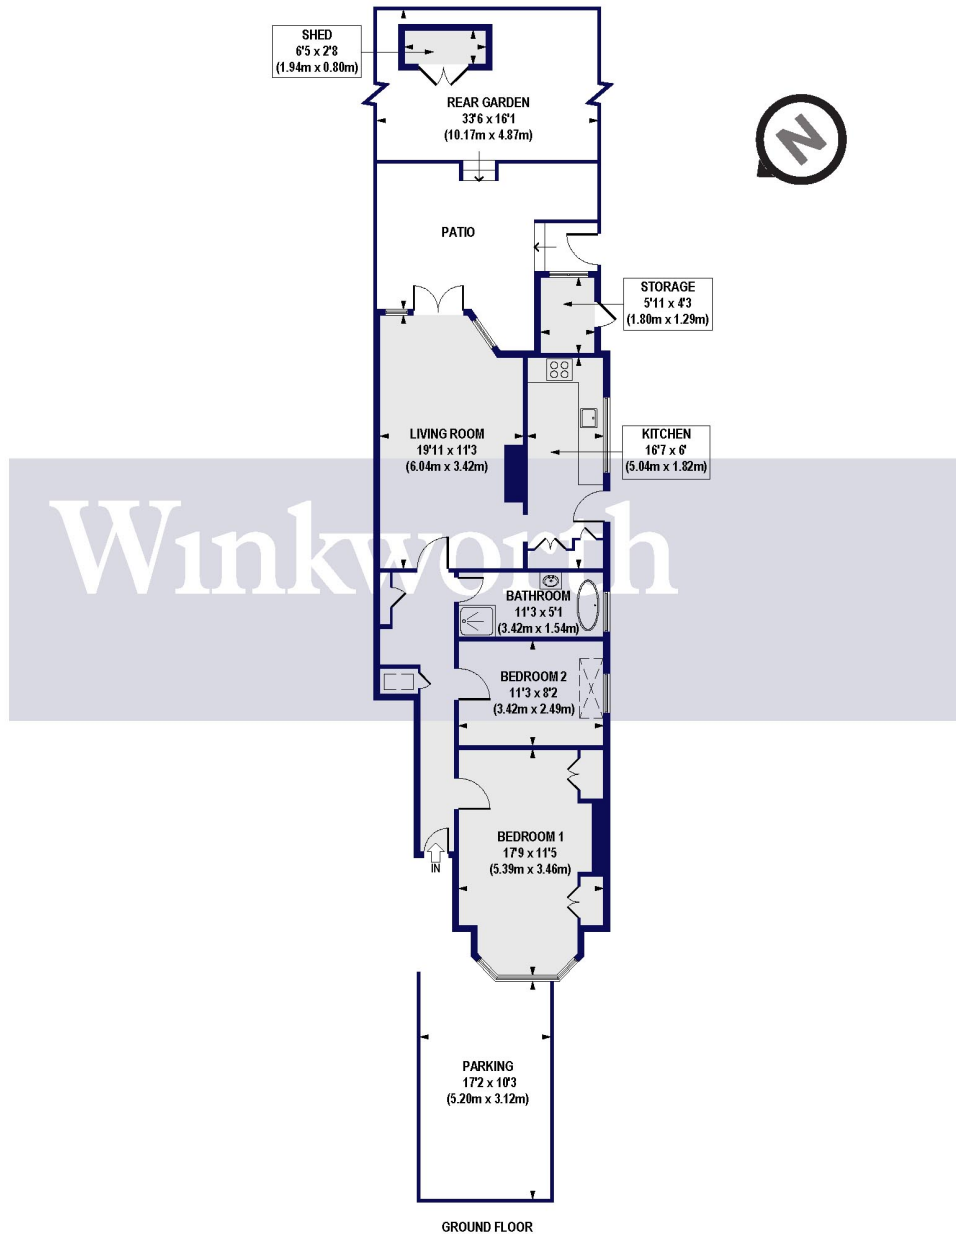 SHED
6'5 x 2'8
(1.94m x 0.80m)
REAR GARDEN
33'6 x 16'1
(10.17m x 4.87m)
N
PATIO
STORAGE
5'11 x 4'3
(1.80m x 1.29m)
LIVING ROOM
19'11 x 11'3
(6.04m x 3.42m)
KITCHEN
16'7 x 6'
(5.04m x 1.82m)
Winkworth
BATHROOM
11'3 x 5'1
(3.42m x 1.54m)
BEDROOM 2
11'3 x 8'2
(3.42m x 2.49m)
BEDROOM 1
17'9 x 11'5
(5.39m x 3.46m)
IN
PARKING
17'2 x 10'3
(5.20m x 3.12m)
GROUND FLOOR